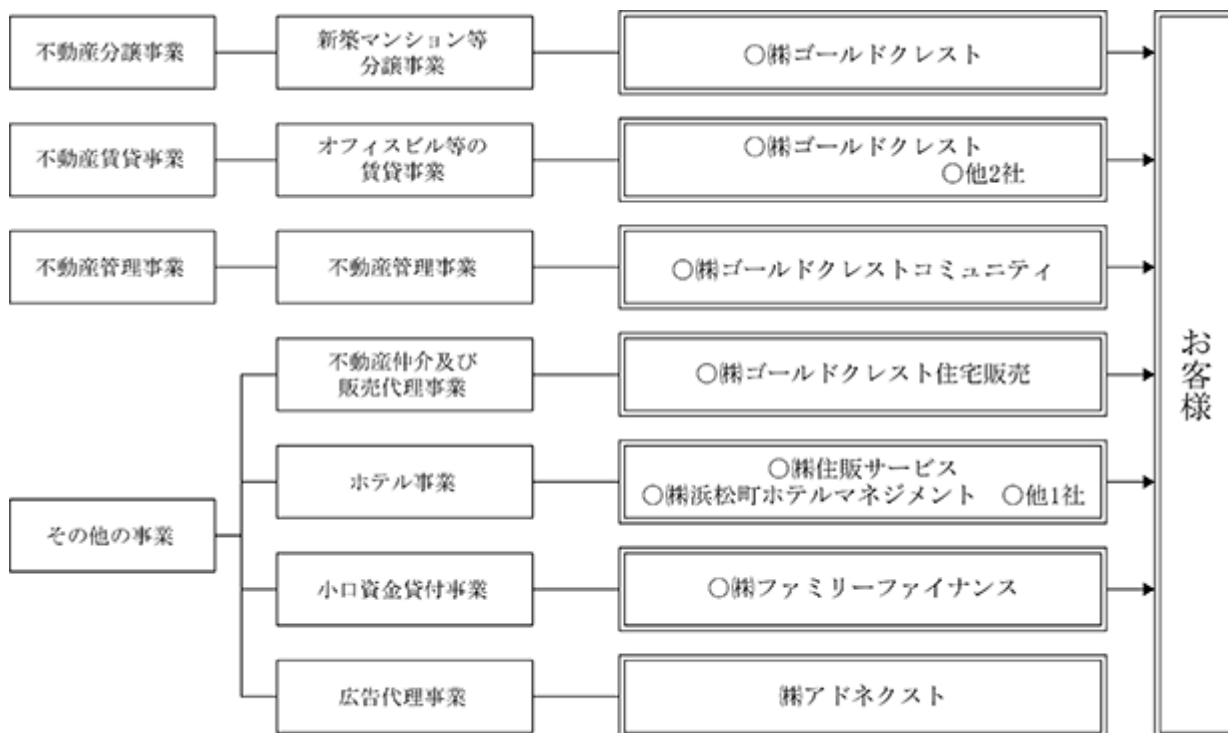 不動産分譲事業
新築マンション等
分譲事業
○㈱ゴールドクレスト
不動産賃貸事業
オフィスビル等の
賃貸事業
○㈱ゴールドクレスト
○他2社
不動産管理事業
不動産管理事業
○㈱ゴールドクレストコミュニティ
不動産仲介及び
販売代理事業
○㈱ゴールドクレスト住宅販売
その他の事業
ホテル事業
○㈱住販サービス
○㈱浜松町ホテルマネジメント　○他1社
小口資金貸付事業
○㈱ファミリーファイナンス
広告代理事業
㈱アドネクスト
お客様